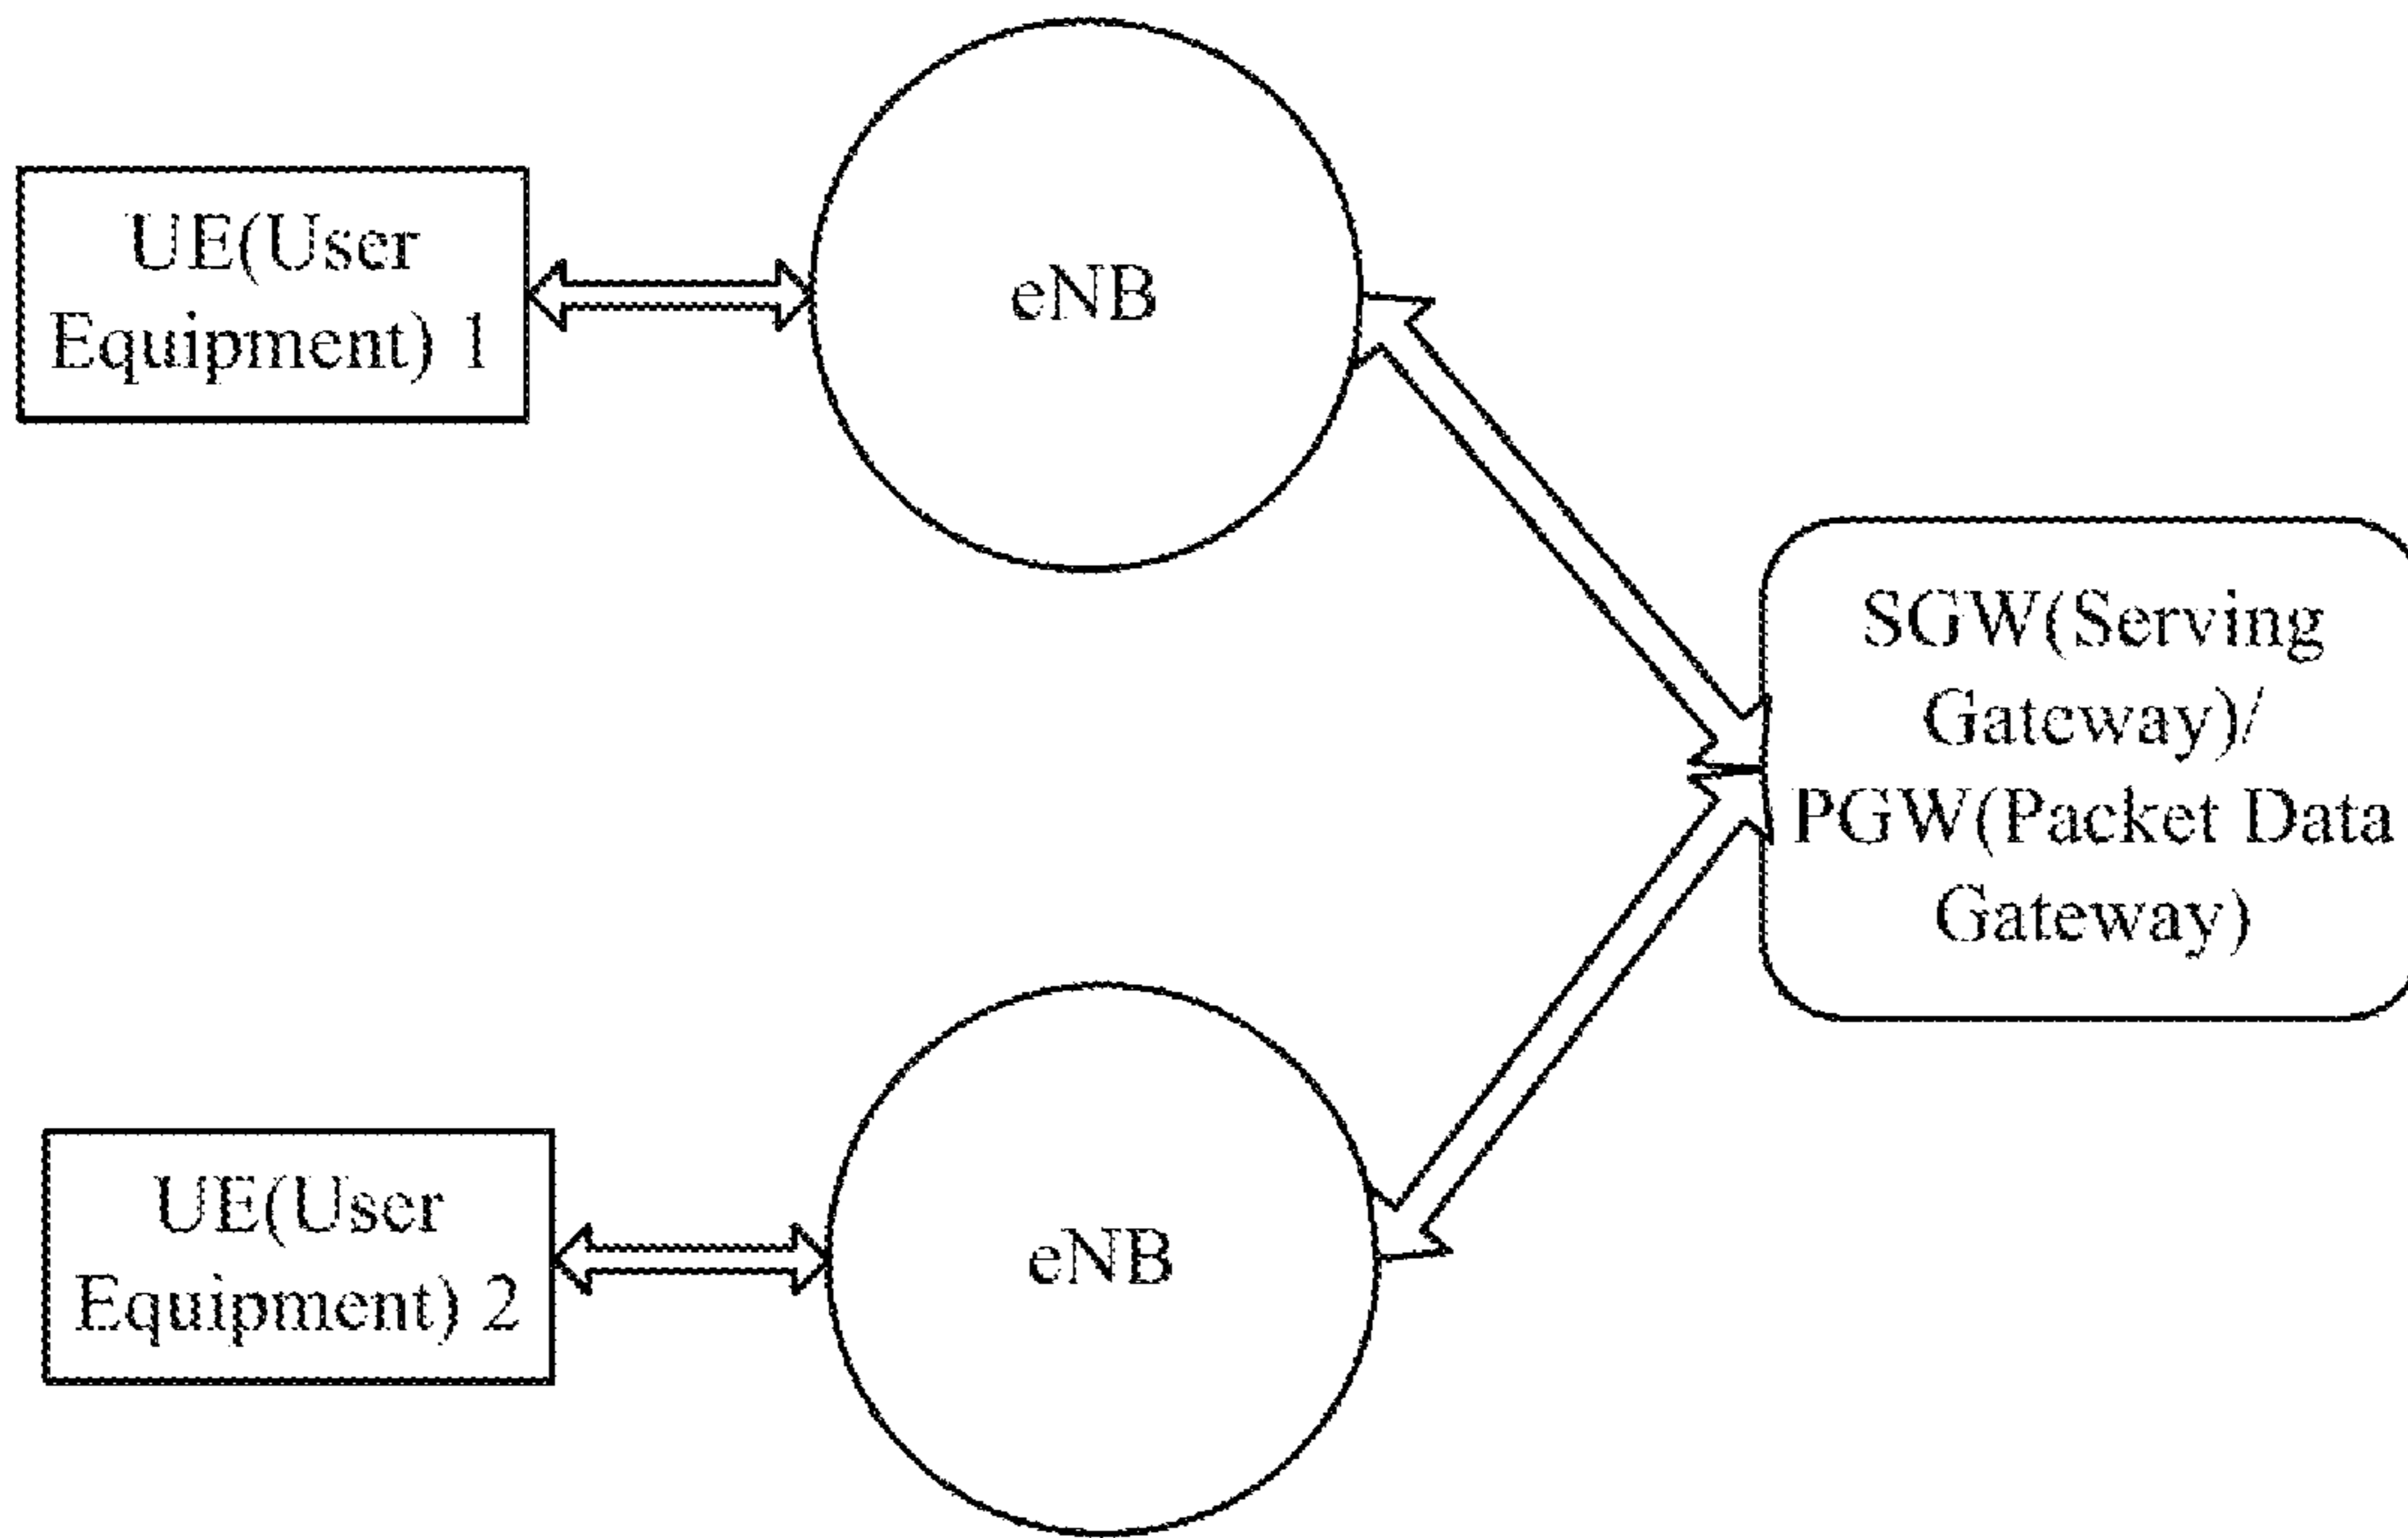 UE(User
Equipment) 1
eNB
SGW(Serving
Gateway)/
PGW(Packet Data
Gateway)
UE(User
Equipment) 2
eNB